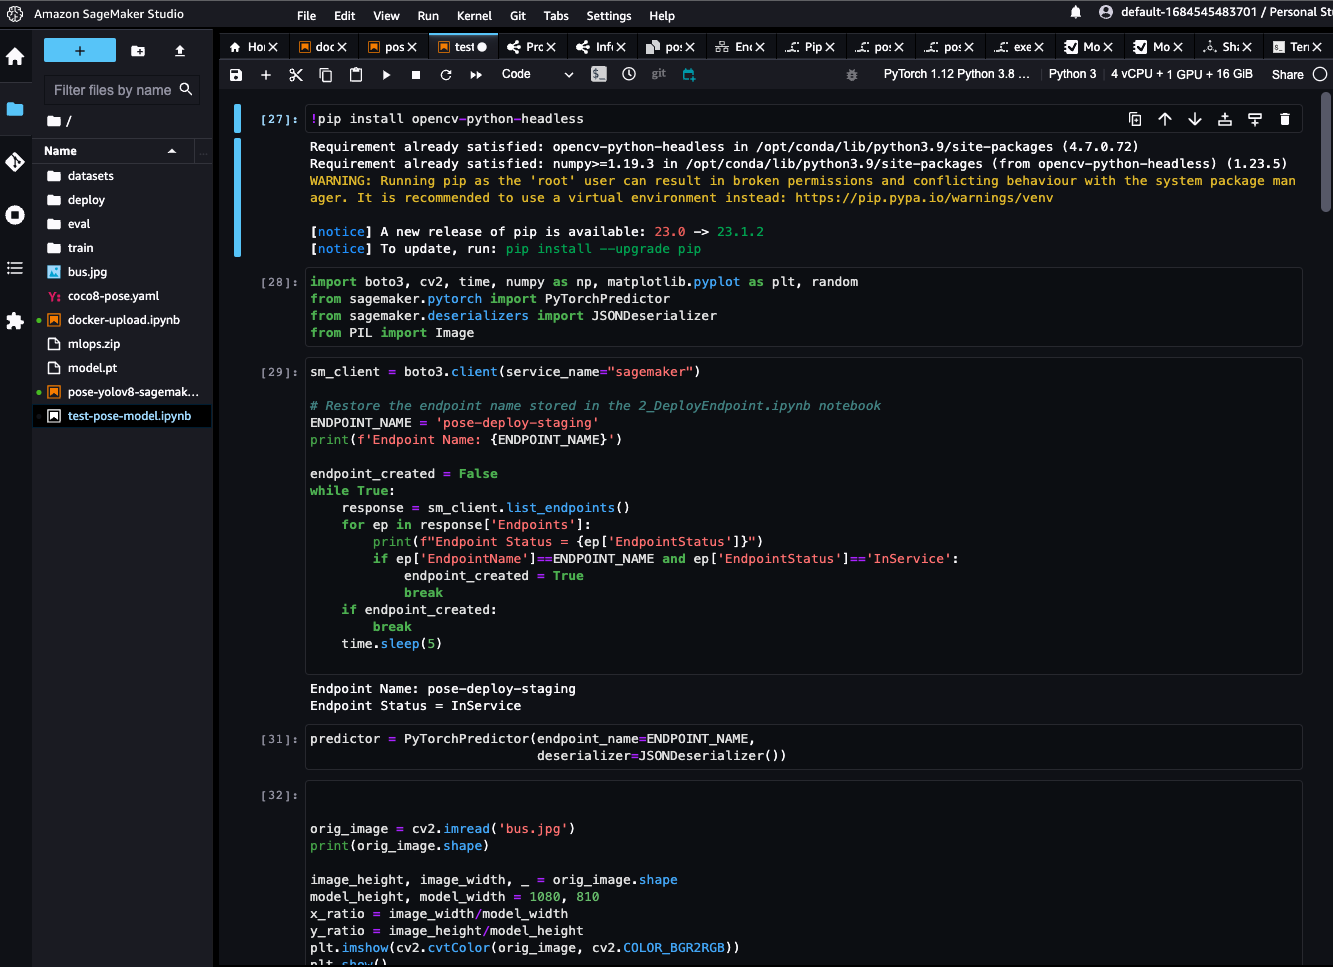 Amazon SageMaker Studio
File Edit View Run Kernel Git Tabs Settings Help
default-1684545483701 / Personal St
Ho
doc
pos
test
Pro
Inf
pos
Enc
Pip
pos
pos
exe
Mo
Mo
Sha
Ter
Code
git
PyTorch 1.12 Python 3.8 ... Python 3 4 vCPU + 1 GPU + 16 GiB Share
Filter files by name
/
Name
datasets
deploy
eval
train
bus.jpg
coco8-pose.yaml
docker-upload.ipynb
mlops.zip
model.pt
pose-yolov8-sagemak...
test-pose-model.ipynb
[27]: !pip install opencv-python-headless
Requirement already satisfied: opencv-python-headless in /opt/conda/lib/python3.9/site-packages (4.7.0.72)
Requirement already satisfied: numpy>=1.19.3 in /opt/conda/lib/python3.9/site-packages (from opencv-python-headless) (1.23.5)
WARNING: Running pip as the 'root' user can result in broken permissions and conflicting behaviour with the system package man
ager. It is recommended to use a virtual environment instead: https://pip.pypa.io/warnings/venv
[notice] A new release of pip is available: 23.0 -> 23.1.2
[notice] To update, run: pip install --upgrade pip
[28]: import boto3, cv2, time, numpy as np, matplotlib.pyplot as plt, random
from sagemaker.pytorch import PyTorchPredictor
from sagemaker.deserializers import JSONDeserializer
from PIL import Image
[29]: sm_client = boto3.client(service_name="sagemaker")
# Restore the endpoint name stored in the 2_DeployEndpoint.ipynb notebook
ENDPOINT_NAME = 'pose-deploy-staging'
print(f'Endpoint Name: {ENDPOINT_NAME}')
endpoint_created = False
while True:
    response = sm_client.list_endpoints()
    for ep in response['Endpoints']:
        print(f"Endpoint Status = {ep['EndpointStatus']}")
        if ep['EndpointName']==ENDPOINT_NAME and ep['EndpointStatus']=='InService':
            endpoint_created = True
            break
    if endpoint_created:
        break
    time.sleep(5)
Endpoint Name: pose-deploy-staging
Endpoint Status = InService
[31]: predictor = PyTorchPredictor(endpoint_name=ENDPOINT_NAME,
                             deserializer=JSONDeserializer())
[32]:
orig_image = cv2.imread('bus.jpg')
print(orig_image.shape)
image_height, image_width, _ = orig_image.shape
model_height, model_width = 1080, 810
x_ratio = image_width/model_width
y_ratio = image_height/model_height
plt.imshow(cv2.cvtColor(orig_image, cv2.COLOR_BGR2RGB))
plt.show()